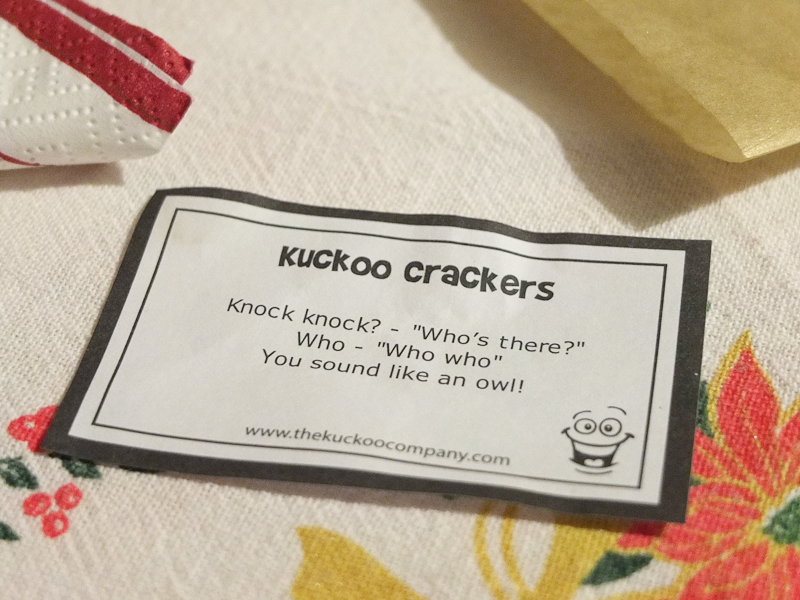 Kuckoo Crackers
Knock knock? - "Who's there?"
Who - "Who who"
You sound like an owl!
www.thekuckoocompany.com